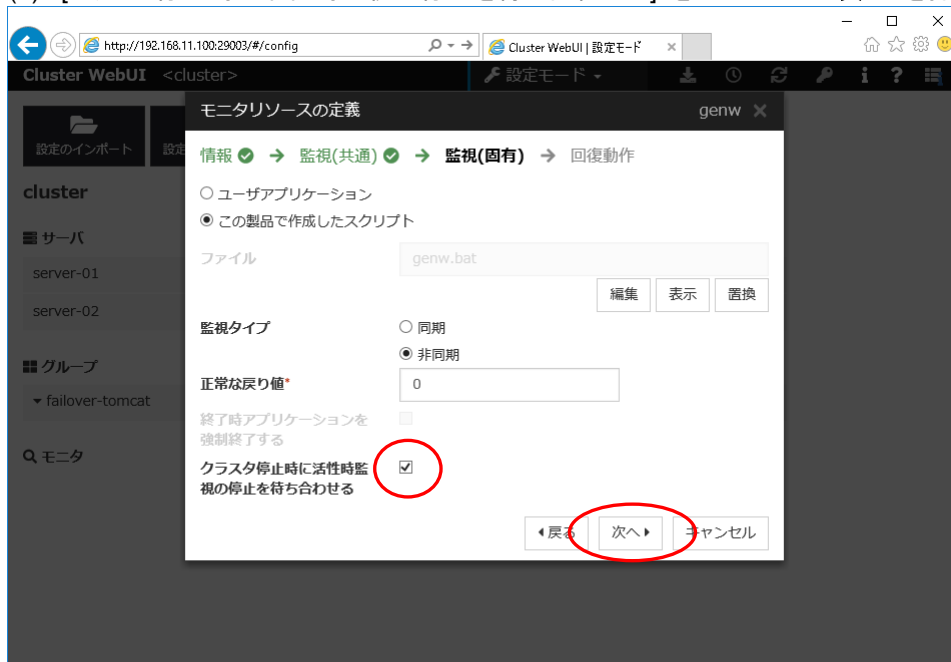 http://192.168.11.100:29003/#/config
Cluster WebUI | 設定モード
Cluster WebUI <cluster>
設定モード
モニタリソースの定義
genw
設定のインポート
設定
情報 → 監視(共通) → 監視(固有) → 回復動作
cluster
ユーザアプリケーション
この製品で作成したスクリプト
サーバ
ファイル
genw.bat
server-01
編集
表示
置換
server-02
監視タイプ
同期
非同期
グループ
正常な戻り値*
0
failover-tomcat
終了時アプリケーションを
強制終了する
モニタ
クラスタ停止時に活性時監
視の停止を待ち合わせる
戻る
次へ
キャンセル